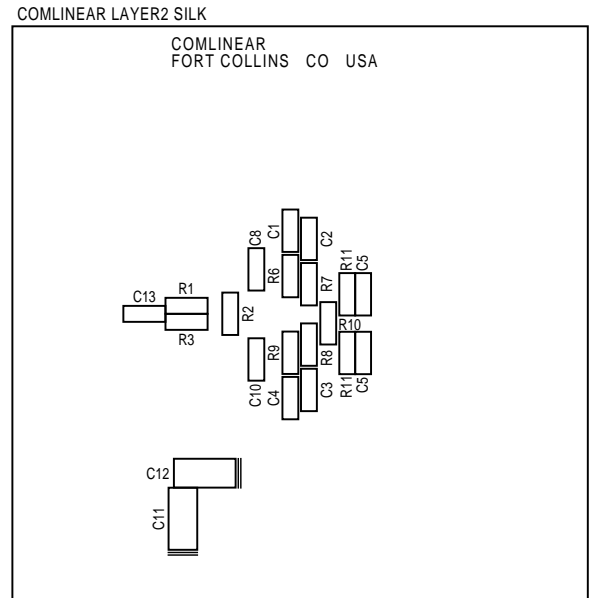 COMLINEAR LAYER2 SILK
COMLINEAR
FORT COLLINS CO USA
C8
C1
C2
R11
C5
R6
R7
C13
R1
R2
R3
R10
R9
R8
C10
C4
C3
R11
C5
C12
C11